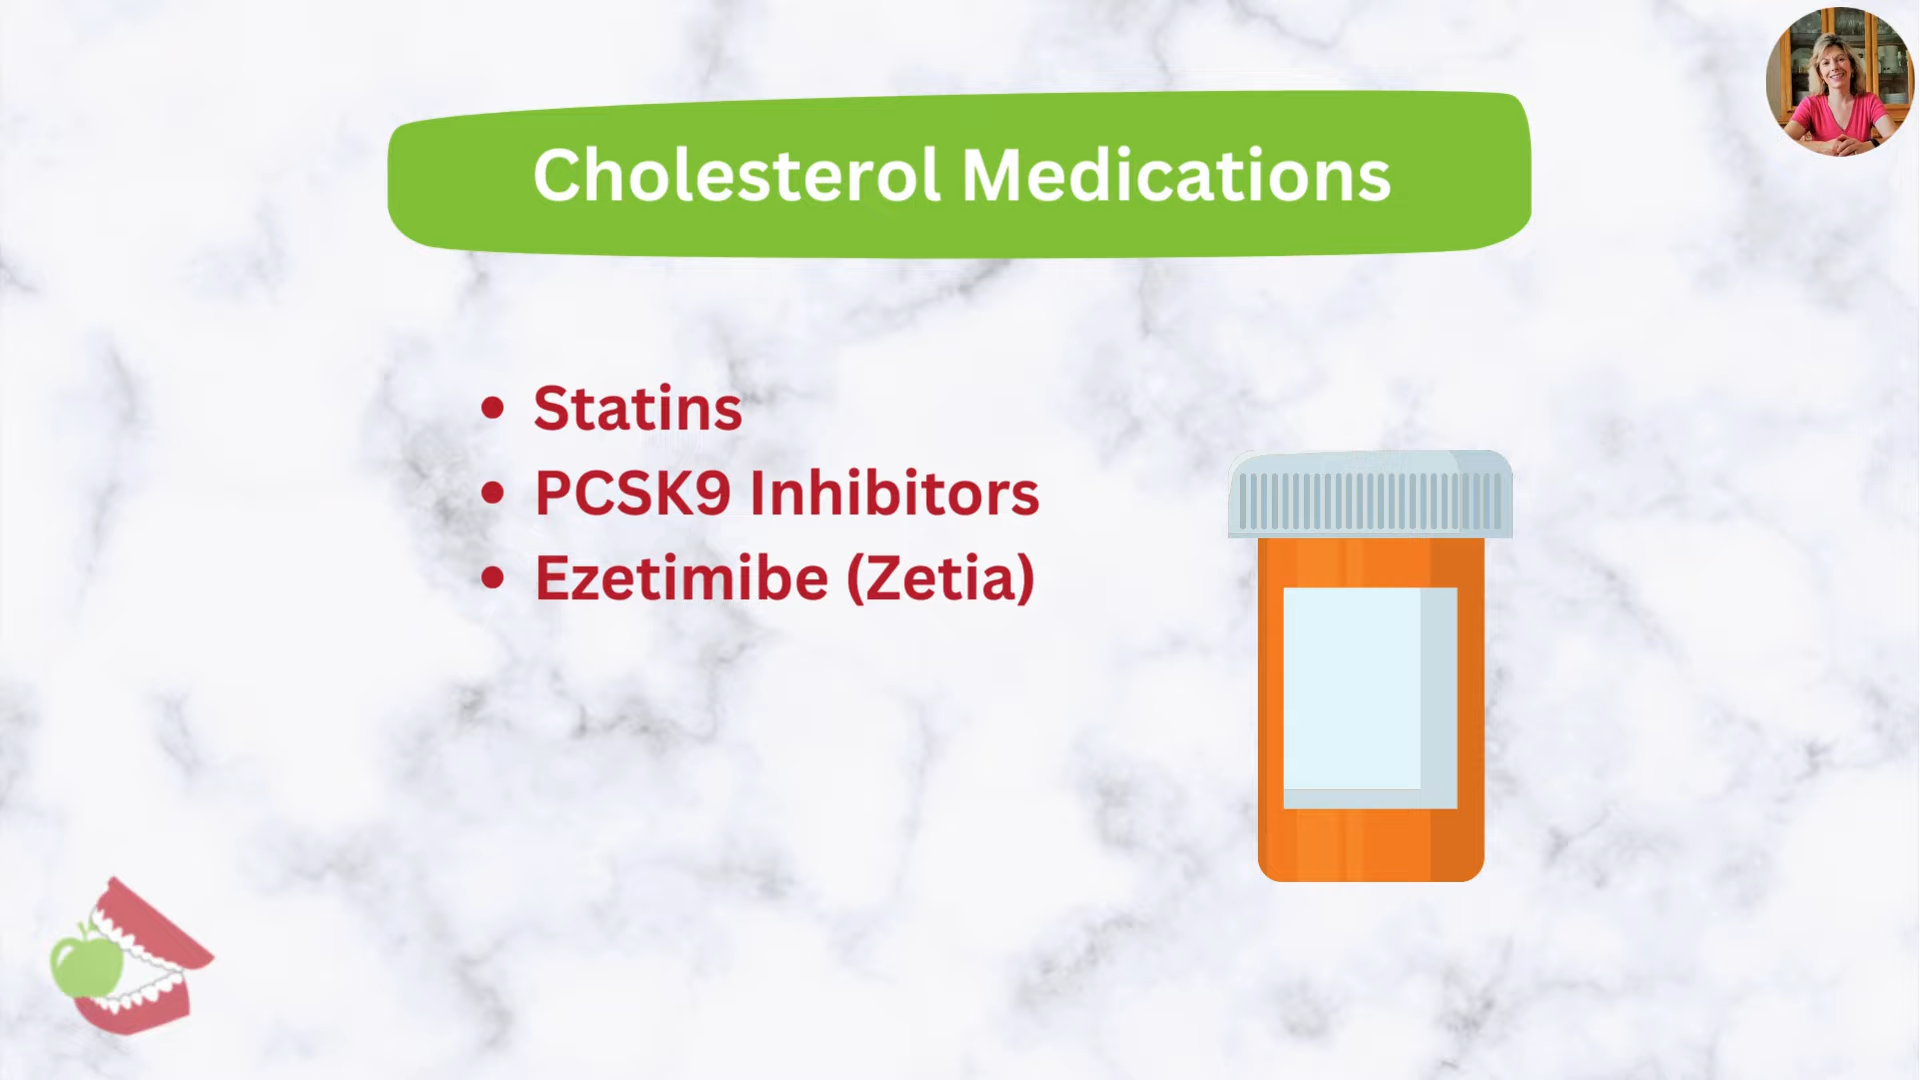 Cholesterol Medications
• Statins
• PCSK9 Inhibitors
• Ezetimibe (Zetia)